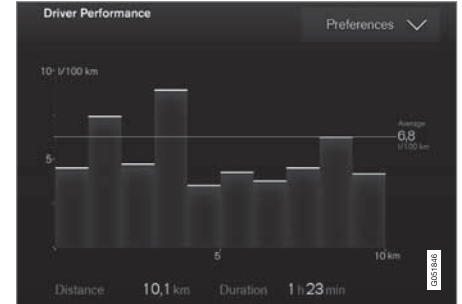 Driver Performance
Preferences
10 l/100 km
Average
6,8
l/100 km
5
5
10 km
Distance 10,1 km Duration 1 h 23 min
G051846